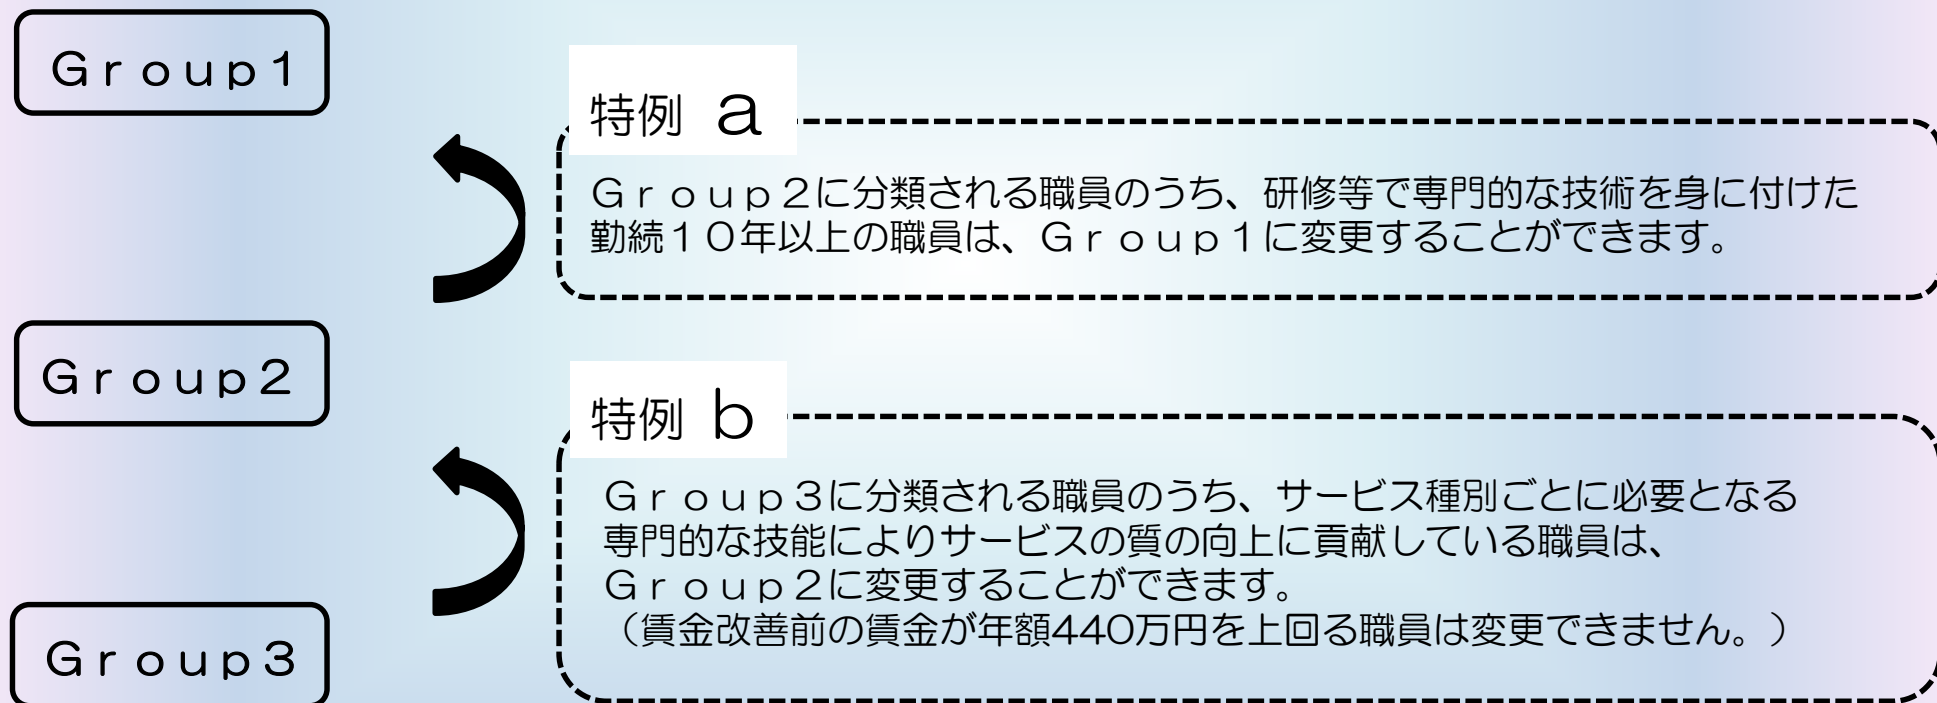 Ｇｒｏｕｐ１
特例 ａ
Ｇｒｏｕｐ２に分類される職員のうち、研修等で専門的な技術を身に付けた
勤続１０年以上の職員は、Ｇｒｏｕｐ１に変更することができます。
Ｇｒｏｕｐ２
特例 ｂ
Ｇｒｏｕｐ３に分類される職員のうち、サービス種別ごとに必要となる
専門的な技能によりサービスの質の向上に貢献している職員は、
Ｇｒｏｕｐ２に変更することができます。
（賃金改善前の賃金が年額440万円を上回る職員は変更できません。）
Ｇｒｏｕｐ３